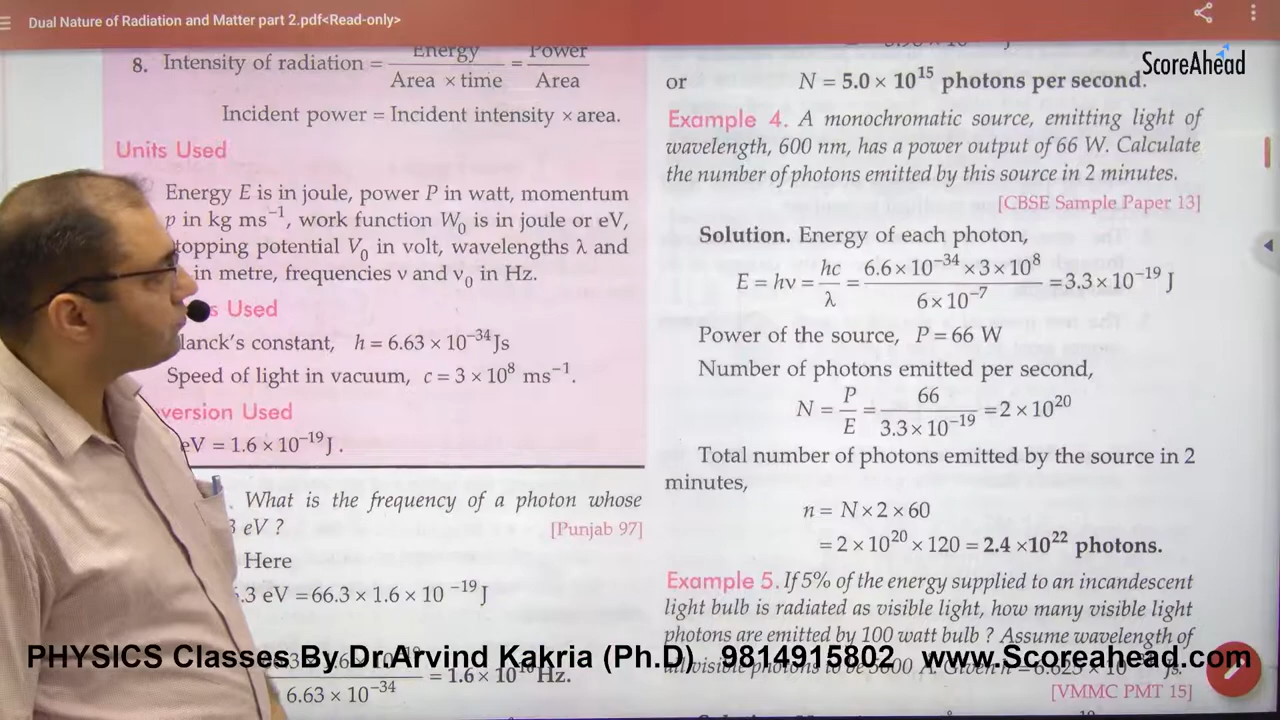 Dual Nature of Radiation and Matter part 2.pdf<Read-only>
ScoreAhead
8. Intensity of radiation = Energy / Area × time = Power / Area
Incident power = Incident intensity × area.
Units Used
Energy E is in joule, power P in watt, momentum
p in kg ms⁻¹, work function W₀ is in joule or eV,
topping potential V₀ in volt, wavelengths λ and
in metre, frequencies ν and ν₀ in Hz.
s Used
lanck's constant, h = 6.63 × 10⁻³⁴ Js
Speed of light in vacuum, c = 3 × 10⁸ ms⁻¹.
version Used
eV = 1.6 × 10⁻¹⁹ J.
What is the frequency of a photon whose
3 eV ? [Punjab 97]
Here
.3 eV = 66.3 × 1.6 × 10⁻¹⁹ J
6.63 × 10⁻³⁴ = 1.6 × 10 Hz.
or N = 5.0 × 10¹⁵ photons per second.
Example 4. A monochromatic source, emitting light of
wavelength, 600 nm, has a power output of 66 W. Calculate
the number of photons emitted by this source in 2 minutes.
[CBSE Sample Paper 13]
Solution. Energy of each photon,
E = hν = hc / λ = 6.6 × 10⁻³⁴ × 3 × 10⁸ / 6 × 10⁻⁷ = 3.3 × 10⁻¹⁹ J
Power of the source, P = 66 W
Number of photons emitted per second,
N = P / E = 66 / 3.3 × 10⁻¹⁹ = 2 × 10²⁰
Total number of photons emitted by the source in 2
minutes,
n = N × 2 × 60
= 2 × 10²⁰ × 120 = 2.4 × 10²² photons.
Example 5. If 5% of the energy supplied to an incandescent
light bulb is radiated as visible light, how many visible light
photons are emitted by 100 watt bulb ? Assume wavelength of
all visible photons to be Given
[VMMC PMT 15]
PHYSICS Classes By Dr.Arvind Kakria (Ph.D) 9814915802 www.Scoreahead.com